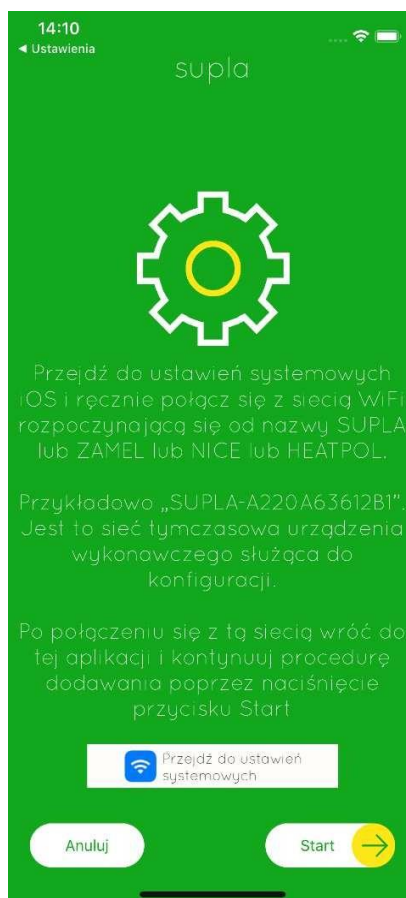 14:10
◀ Ustawienia
supla
Przejdź do ustawień systemowych
iOS i ręcznie połącz się z siecią WiFi
rozpoczynającą się od nazwy SUPLA
lub ZAMEL lub NICE lub HEATPOL.
Przykładowo „SUPLA-A220A63612B1".
Jest to sieć tymczasowa urządzenia
wykonawczego służąca do
konfiguracji.
Po połączeniu się z tą siecią wróć do
tej aplikacji i kontynuuj procedurę
dodawania poprzez naciśnięcie
przycisku Start
Przejdź do ustawień
systemowych
Anuluj
Start